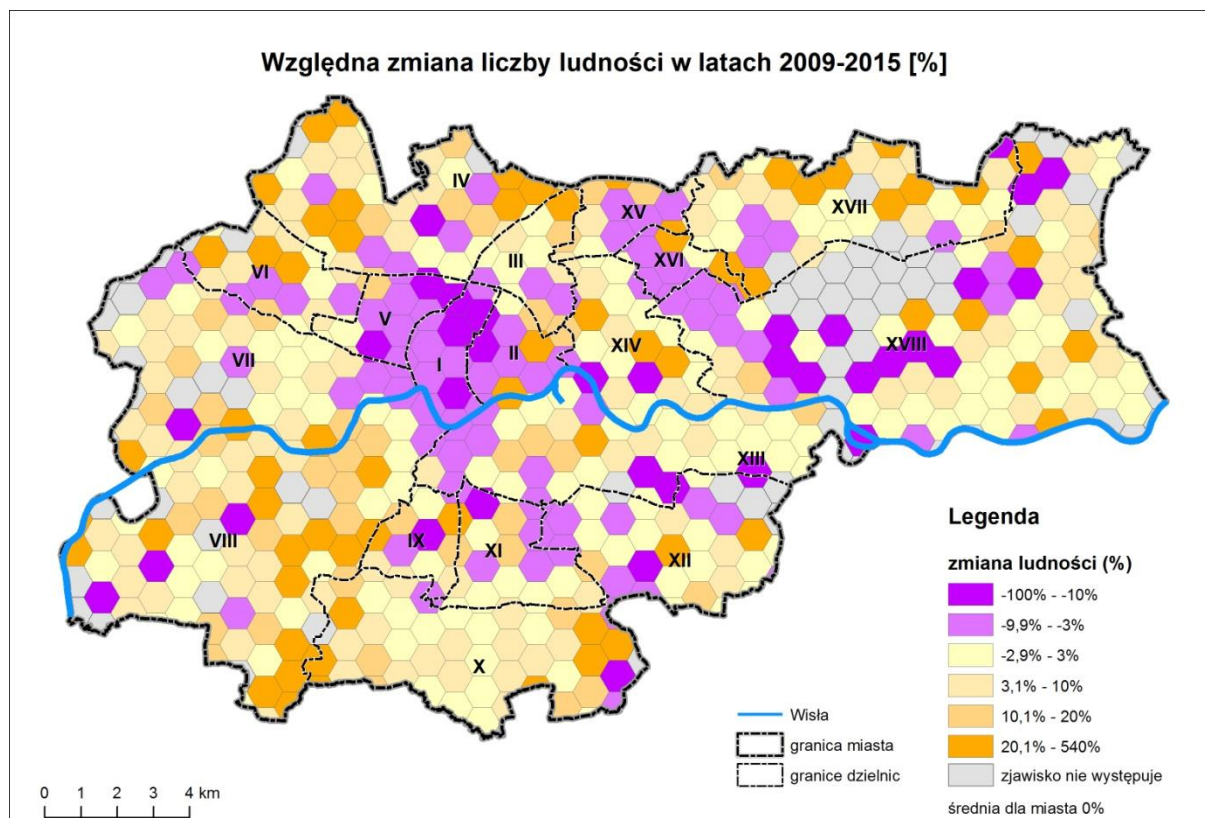 Względna zmiana liczby ludności w latach 2009-2015 [%]
IV
XV
XVII
III
XVI
VI
V
I
II
XIV
XVIII
VII
XIII
VIII
IX
XI
XII
X
Legenda
zmiana ludności (%)
-100% - -10%
-9,9% - -3%
-2,9% - 3%
3,1% - 10%
10,1% - 20%
20,1% - 540%
zjawisko nie występuje
średnia dla miasta 0%
Wisła
granica miasta
granice dzielnic
0 1 2 3 4 km